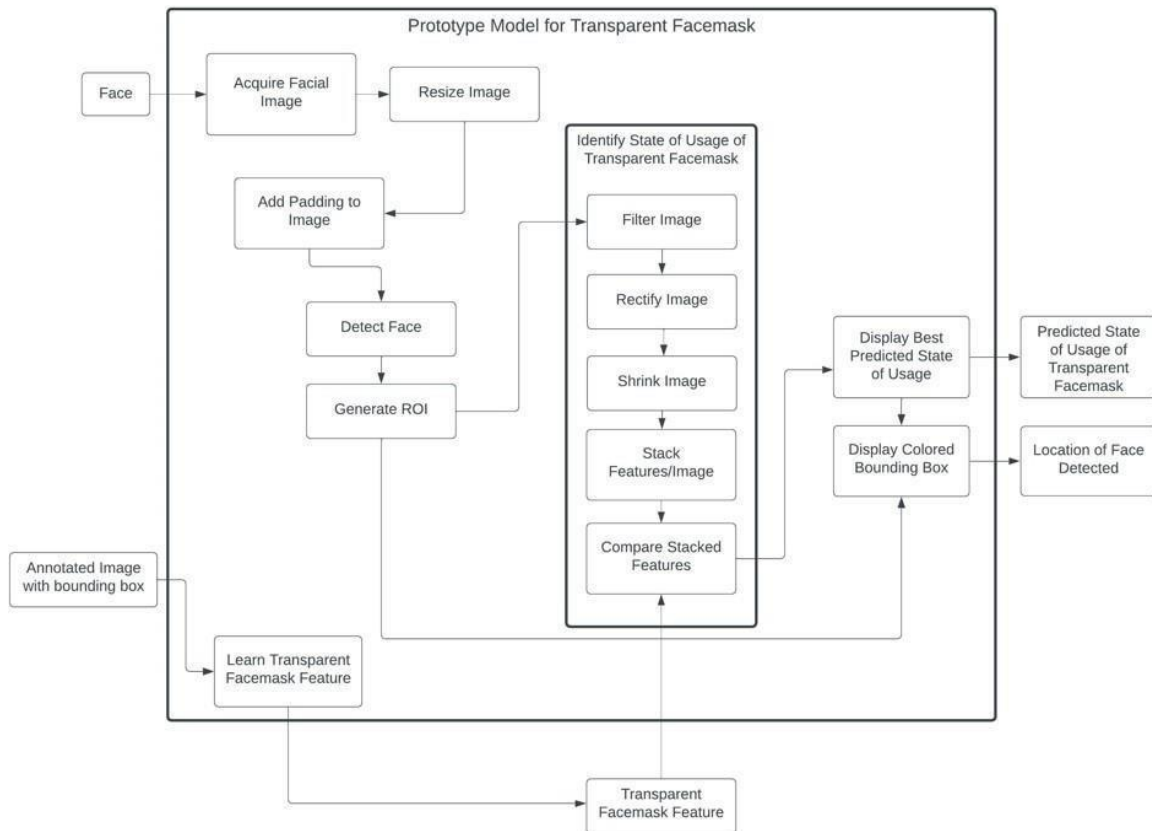 Prototype Model for Transparent Facemask
Face
Acquire Facial
Image
Resize Image
Identify State of Usage of
Transparent Facemask
Add Padding to
Image
Filter Image
Rectify Image
Detect Face
Display Best
Predicted State
of Usage
Predicted State
of Usage of
Transparent
Facemask
Shrink Image
Generate ROI
Stack
Features/Image
Display Colored
Bounding Box
Location of Face
Detected
Compare Stacked
Features
Annotated Image
with bounding box
Learn Transparent
Facemask Feature
Transparent
Facemask Feature